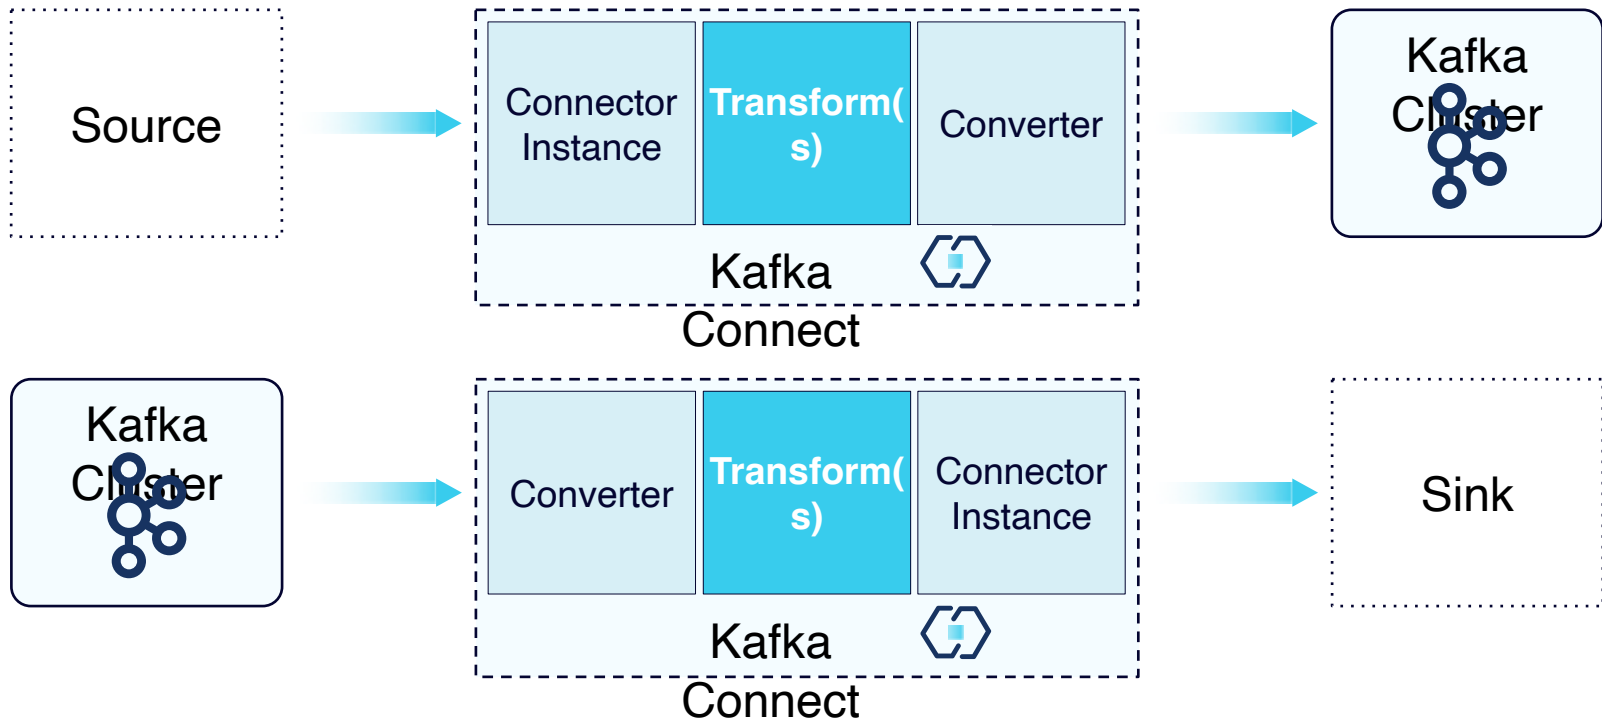 Source
Connector
Instance
Transform(
s)
Converter
Kafka
Cluster
Kafka
Connect
Kafka
Cluster
Converter
Transform(
s)
Connector
Instance
Sink
Kafka
Connect